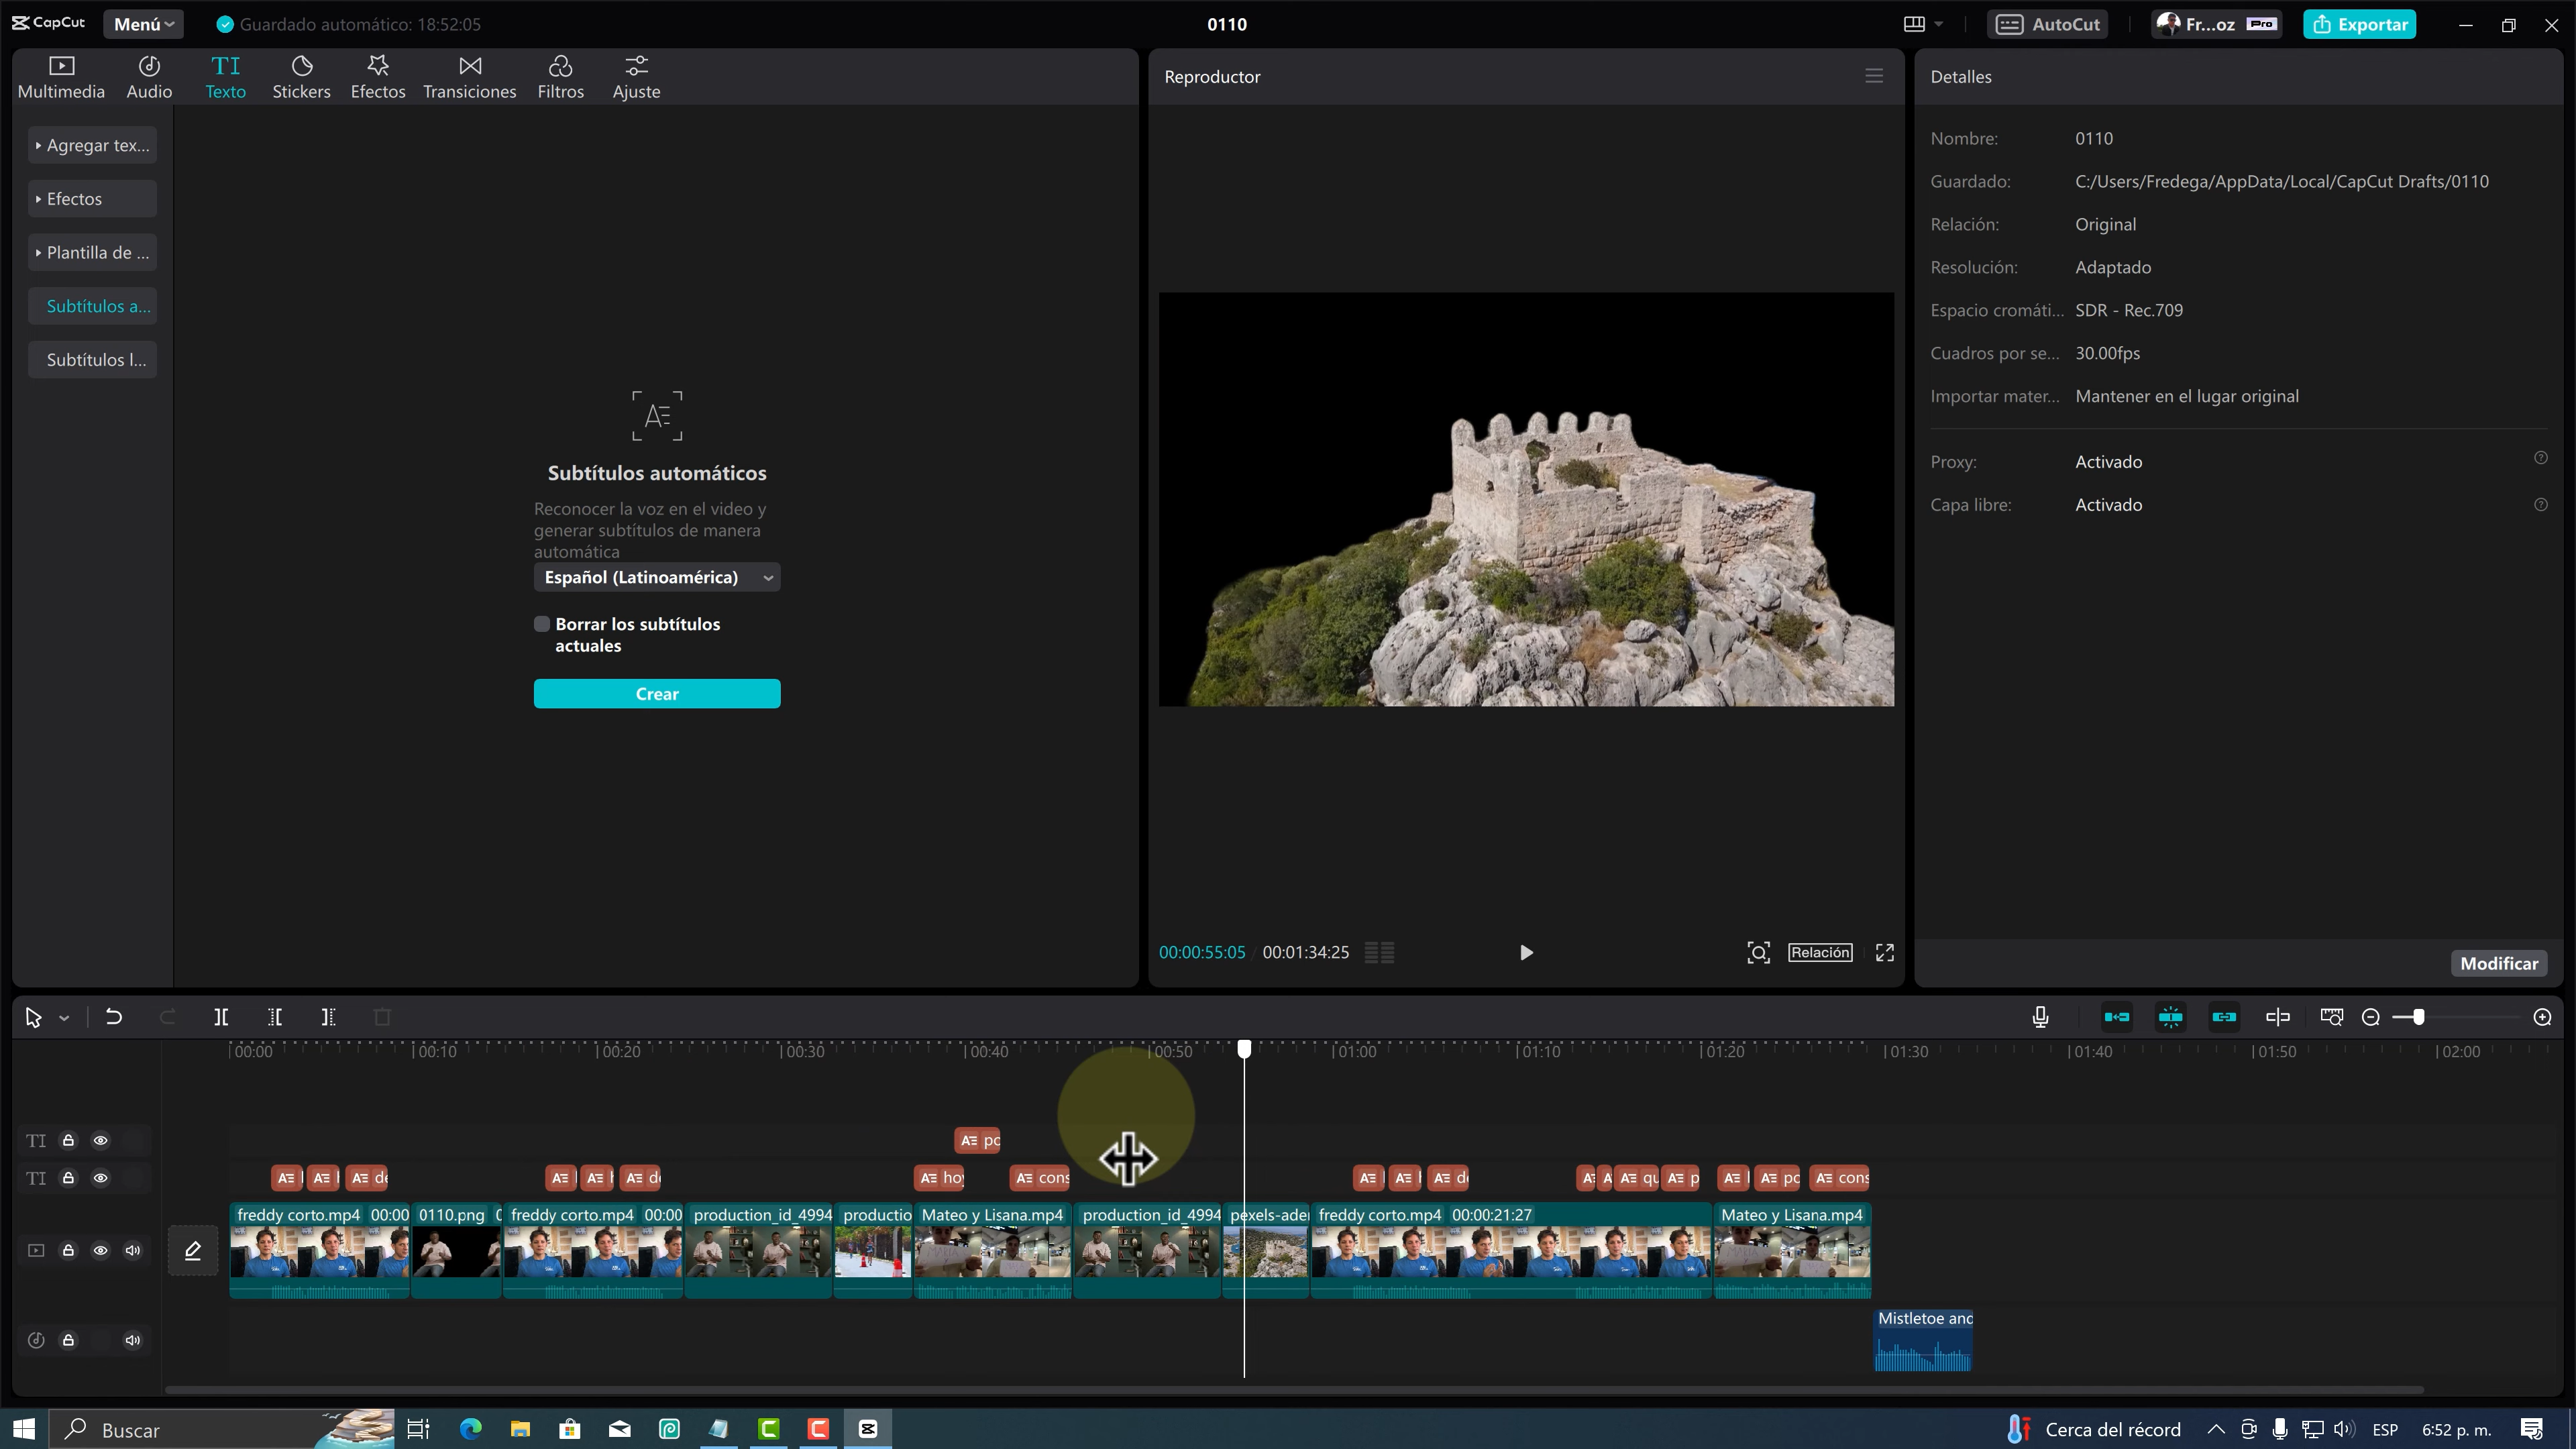 CapCut
Menú
Guardado automático: 18:52:05
0110
AutoCut
Fr...oz Pro
Exportar
Multimedia
Audio
TI Texto
Stickers
Efectos
Transiciones
Filtros
Ajuste
Agregar tex...
Efectos
Plantilla de ...
Subtítulos a...
Subtítulos l...
Subtítulos automáticos
Reconocer la voz en el video y
generar subtítulos de manera
automática
Español (Latinoamérica)
Borrar los subtítulos
actuales
Crear
Reproductor
00:00:55:05
00:01:34:25
Relación
Detalles
Nombre: 0110
Guardado: C:/Users/Fredega/AppData/Local/CapCut Drafts/0110
Relación: Original
Resolución: Adaptado
Espacio cromáti... SDR - Rec.709
Cuadros por se... 30.00fps
Importar mater... Mantener en el lugar original
Proxy: Activado
Capa libre: Activado
Modificar
00:00 00:10 00:20 00:30 00:40 00:50 01:00 01:10 01:20 01:30 01:40 01:50 02:00
TI po
TI de de hoy cons de qu p po cons
freddy corto.mp4 00:00 0110.png freddy corto.mp4 00:00 production_id_4994 productio Mateo y Lisana.mp4 production_id_4994 pexels-ade freddy corto.mp4 00:00:21:27 Mateo y Lisana.mp4
Mistletoe and
Buscar
Cerca del récord
ESP
6:52 p. m.